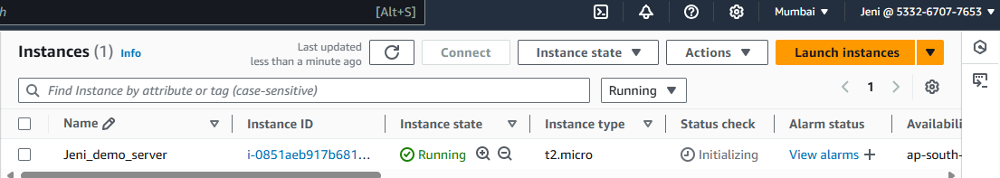 [Alt+S] Mumbai Jeni @ 5332-6707-7653
Instances (1) Info Last updated less than a minute ago Connect Instance state Actions Launch instances
Find Instance by attribute or tag (case-sensitive) Running 1
Name Instance ID Instance state Instance type Status check Alarm status Availabili
Jeni_demo_server i-0851aeb917b681... Running t2.micro Initializing View alarms + ap-south-